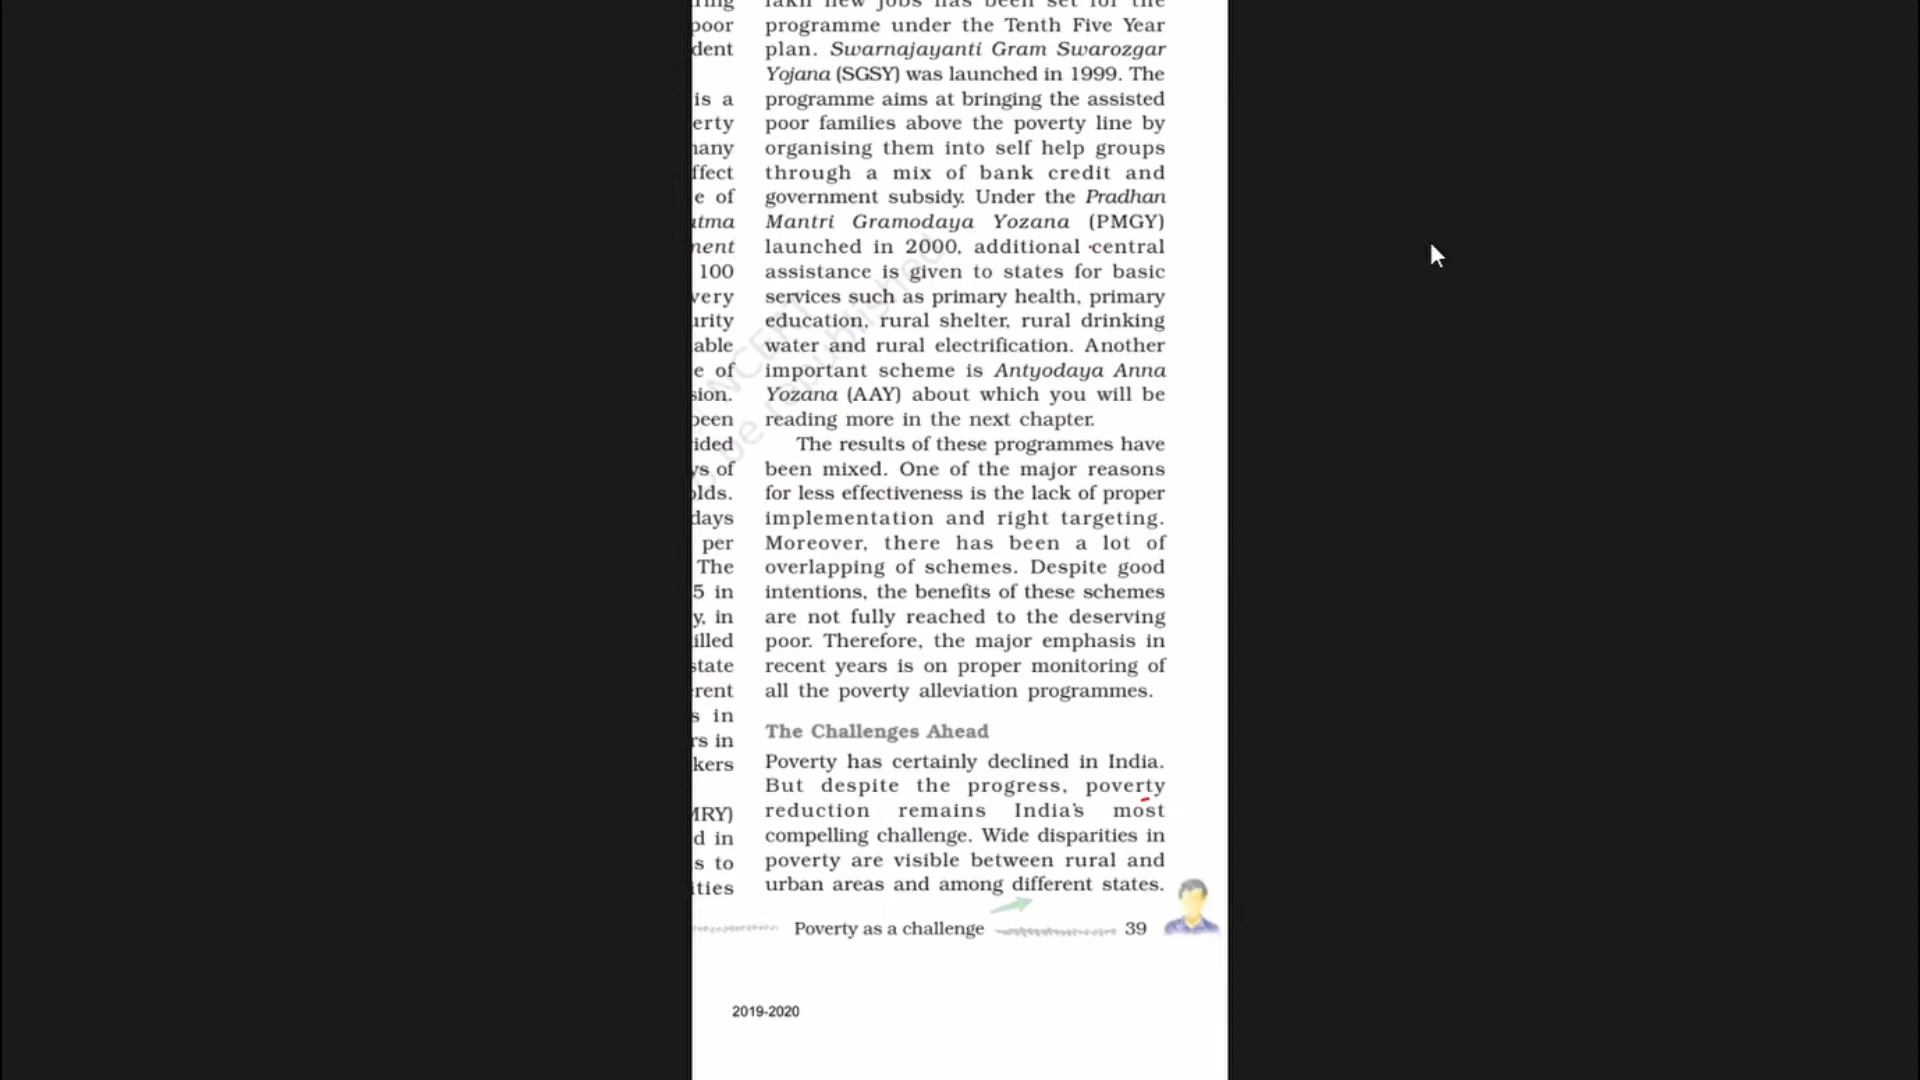 programme under the Tenth Five Year
plan. Swarnajayanti Gram Swarozgar
Yojana (SGSY) was launched in 1999. The
programme aims at bringing the assisted
poor families above the poverty line by
organising them into self help groups
through a mix of bank credit and
government subsidy. Under the Pradhan
Mantri Gramodaya Yozana (PMGY)
launched in 2000, additional central
assistance is given to states for basic
services such as primary health, primary
education, rural shelter, rural drinking
water and rural electrification. Another
important scheme is Antyodaya Anna
Yozana (AAY) about which you will be
reading more in the next chapter.
The results of these programmes have
been mixed. One of the major reasons
for less effectiveness is the lack of proper
implementation and right targeting.
Moreover, there has been a lot of
overlapping of schemes. Despite good
intentions, the benefits of these schemes
are not fully reached to the deserving
poor. Therefore, the major emphasis in
recent years is on proper monitoring of
all the poverty alleviation programmes.
The Challenges Ahead
Poverty has certainly declined in India.
But despite the progress, poverty
reduction remains India's most
compelling challenge. Wide disparities in
poverty are visible between rural and
urban areas and among different states.
Poverty as a challenge 39
2019-2020